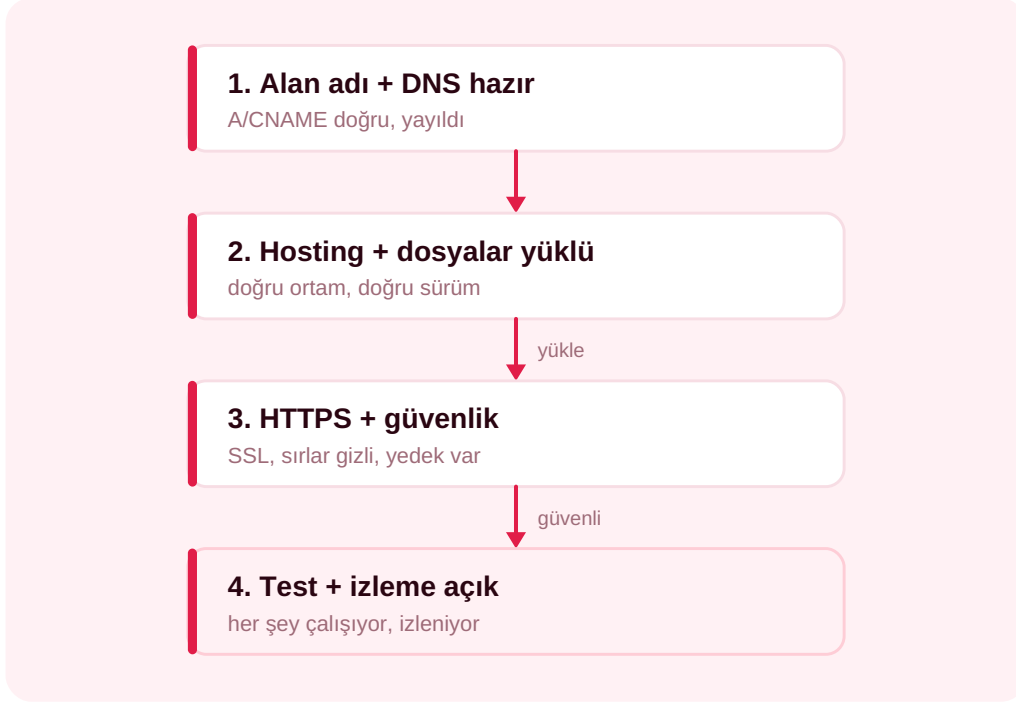 1. Alan adı + DNS hazır
A/CNAME doğru, yayıldı
2. Hosting + dosyalar yüklü
doğru ortam, doğru sürüm
yükle
3. HTTPS + güvenlik
SSL, sırlar gizli, yedek var
güvenli
4. Test + izleme açık
her şey çalışıyor, izleniyor